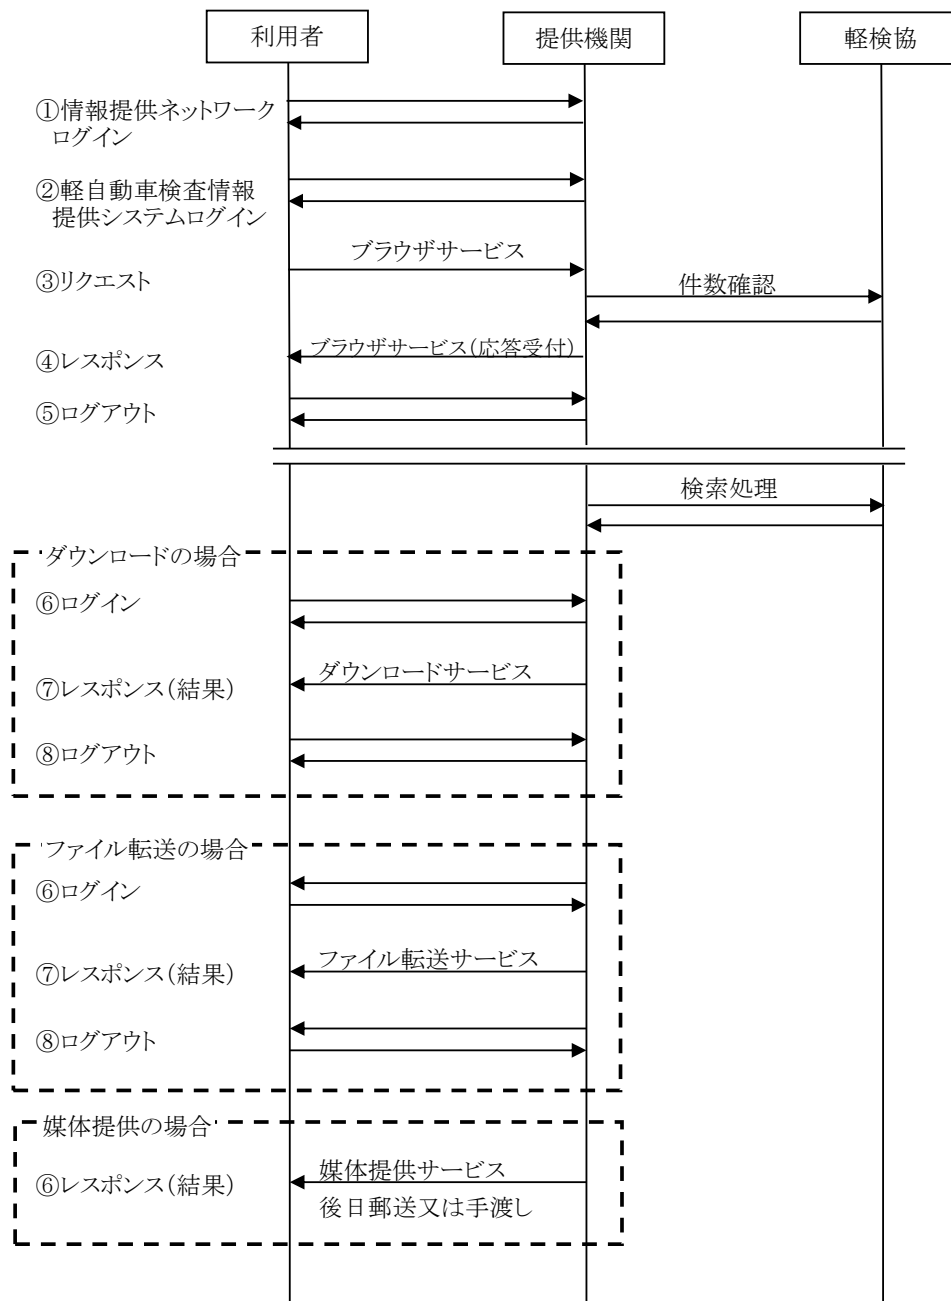 利用者
提供機関
軽検協
①情報提供ネットワーク
ログイン
②軽自動車検査情報
提供システムログイン
ブラウザサービス
③リクエスト
件数確認
ブラウザサービス(応答受付)
④レスポンス
⑤ログアウト
検索処理
ダウンロードの場合
⑥ログイン
ダウンロードサービス
⑦レスポンス(結果)
⑧ログアウト
ファイル転送の場合
⑥ログイン
ファイル転送サービス
⑦レスポンス(結果)
⑧ログアウト
媒体提供の場合
媒体提供サービス
⑥レスポンス(結果)
後日郵送又は手渡し